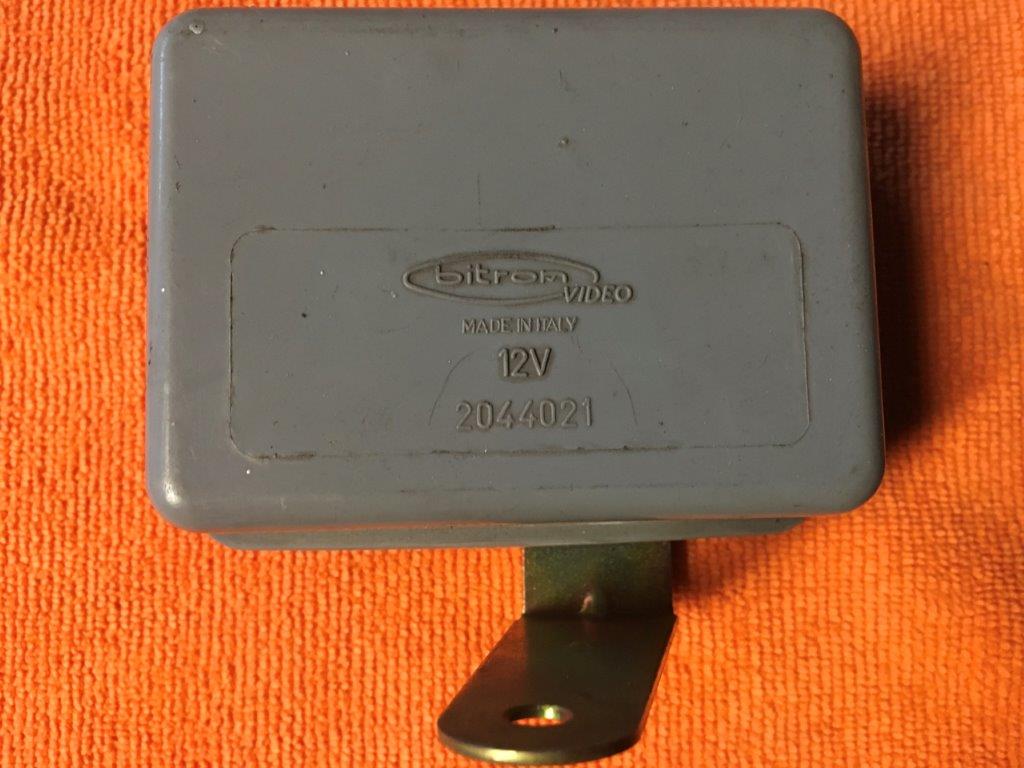 bitron
VIDEO
MADE IN ITALY
12V
2044021